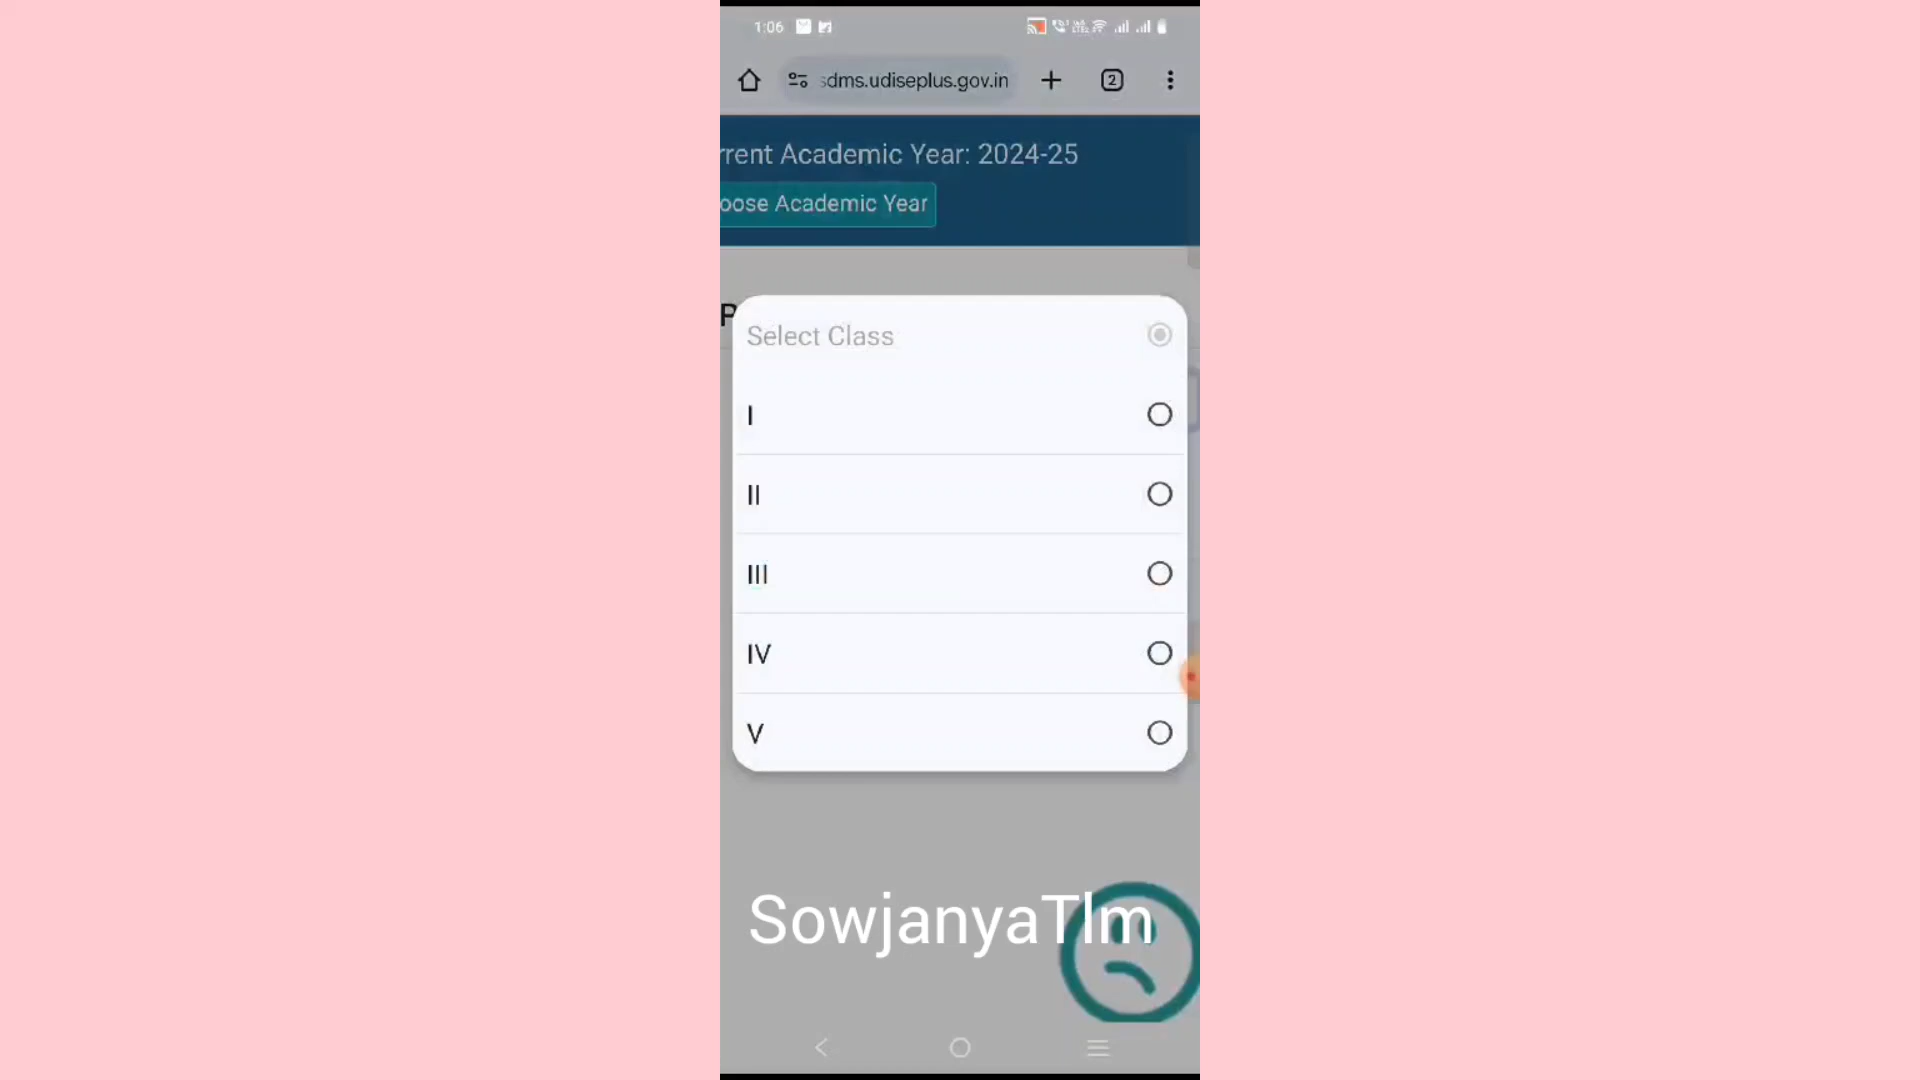 1:06
sdms.udiseplus.gov.in
2
rrent Academic Year: 2024-25
oose Academic Year
P
Select Class
I
II
III
IV
V
SowjanyaTlm